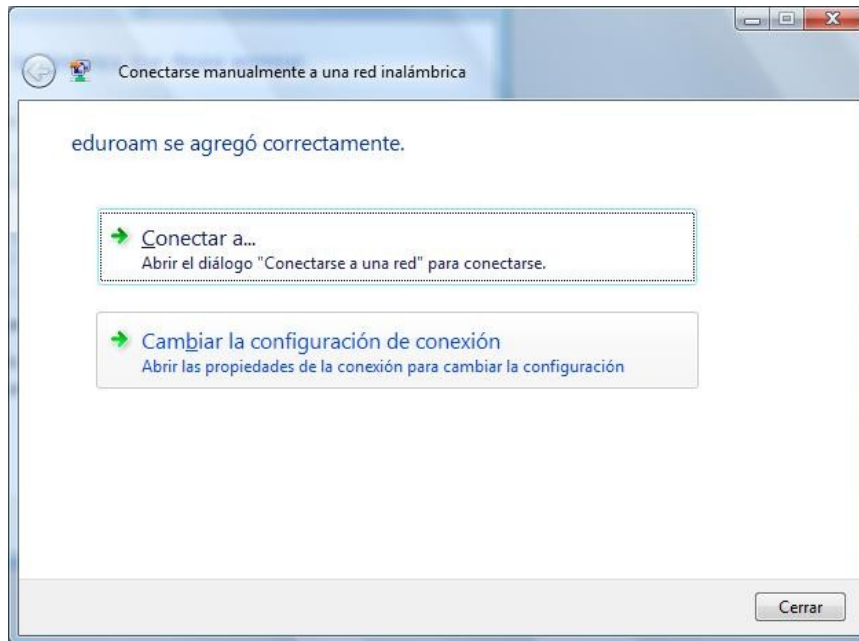 Conectarse manualmente a una red inalámbrica
eduroam se agregó correctamente.
Conectar a...
Abrir el diálogo "Conectarse a una red" para conectarse.
Cambiar la configuración de conexión
Abrir las propiedades de la conexión para cambiar la configuración
Cerrar